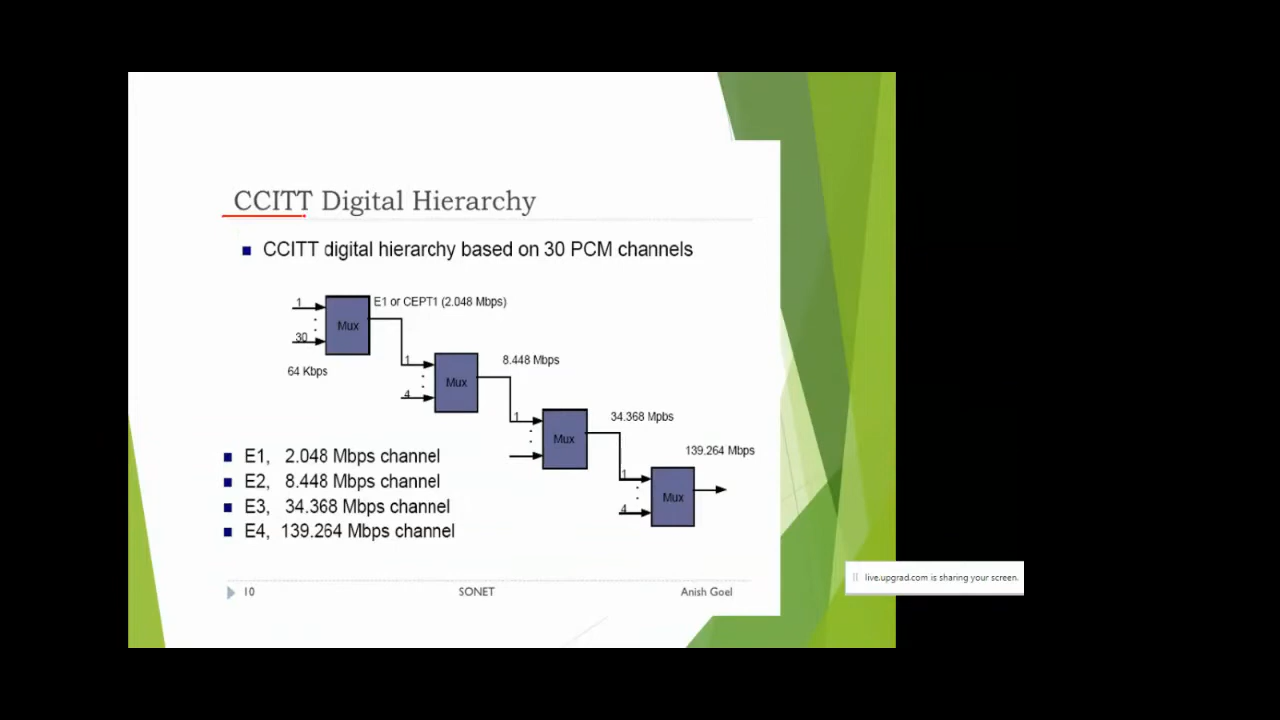 CCITT Digital Hierarchy
CCITT digital hierarchy based on 30 PCM channels
1
E1 or CEPT1 (2.048 Mbps)
Mux
30
64 Kbps
1
8.448 Mbps
Mux
4
1
34.368 Mpbs
Mux
139.264 Mbps
1
Mux
4
E1, 2.048 Mbps channel
E2, 8.448 Mbps channel
E3, 34.368 Mbps channel
E4, 139.264 Mbps channel
10
SONET
Anish Goel
live.upgrad.com is sharing your screen.